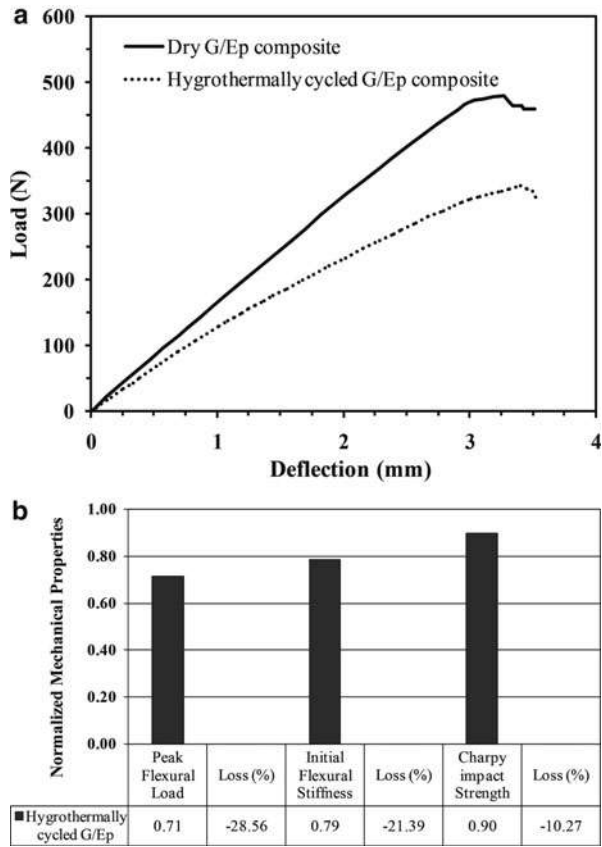 a
600
500
400
300
200
100
0
Load (N)
Dry G/Ep composite
Hygrothermally cycled G/Ep composite
0 1 2 3 4
Deflection (mm)
b
1.00
0.80
0.60
0.40
0.20
0.00
Normalized Mechanical Properties
Peak
Flexural
Load
Loss (%)
Initial
Flexural
Stiffness
Loss (%)
Charpy
impact
Strength
Loss (%)
Hygrothermally
cycled G/Ep
0.71 -28.56 0.79 -21.39 0.90 -10.27